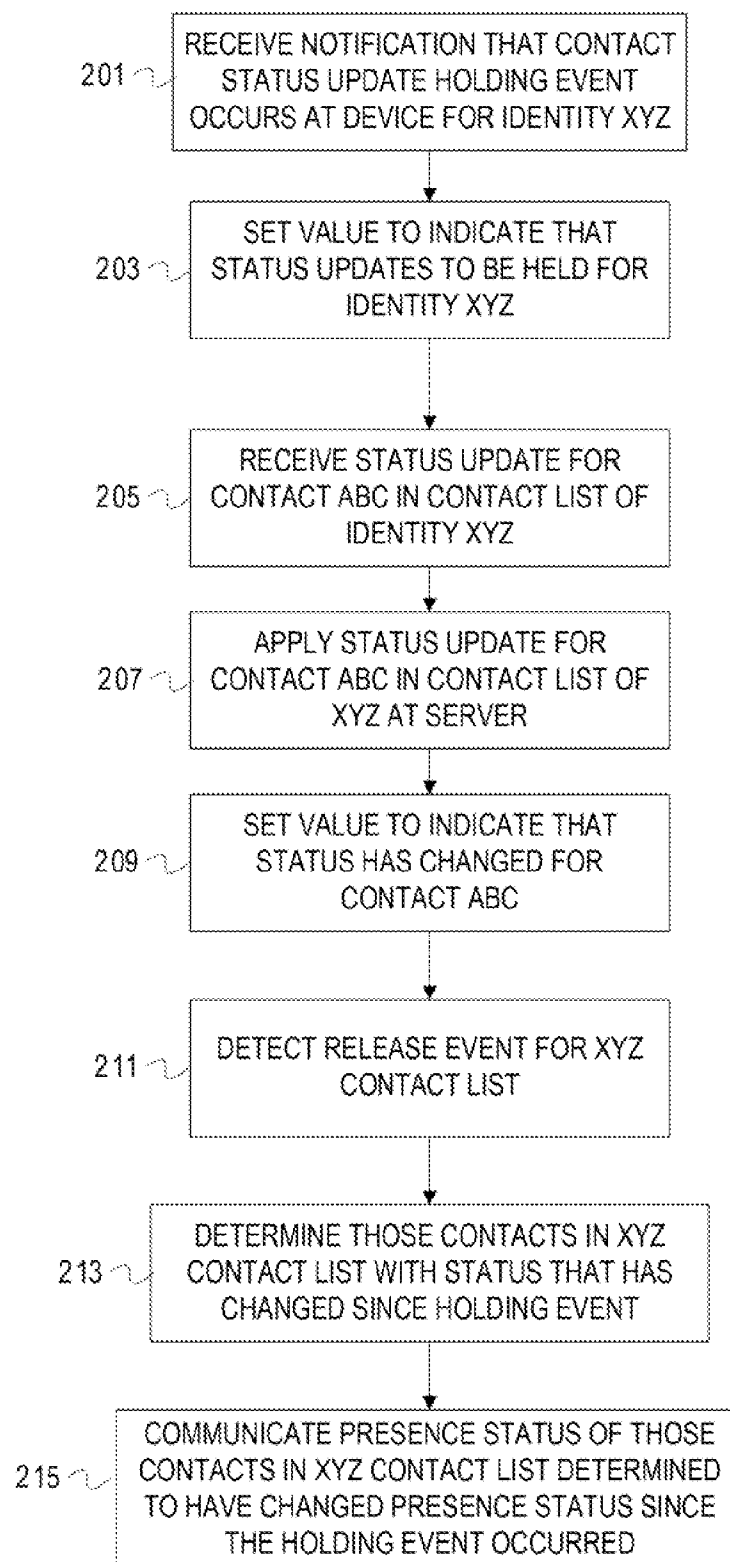 RECEIVE NOTIFICATION THAT CONTACT
STATUS UPDATE HOLDING EVENT
OCCURS AT DEVICE FOR IDENTITY XYZ
201
SET VALUE TO INDICATE THAT
STATUS UPDATES TO BE HELD FOR
IDENTITY XYZ
203
RECEIVE STATUS UPDATE FOR
CONTACT ABC IN CONTACT LIST OF
IDENTITY XYZ
205
APPLY STATUS UPDATE FOR
CONTACT ABC IN CONTACT LIST OF
XYZ AT SERVER
207
SET VALUE TO INDICATE THAT
STATUS HAS CHANGED FOR
CONTACT ABC
209
DETECT RELEASE EVENT FOR XYZ
CONTACT LIST
211
DETERMINE THOSE CONTACTS IN XYZ
CONTACT LIST WITH STATUS THAT HAS
CHANGED SINCE HOLDING EVENT
213
COMMUNICATE PRESENCE STATUS OF THOSE
CONTACTS IN XYZ CONTACT LIST DETERMINED
TO HAVE CHANGED PRESENCE STATUS SINCE
THE HOLDING EVENT OCCURRED
215